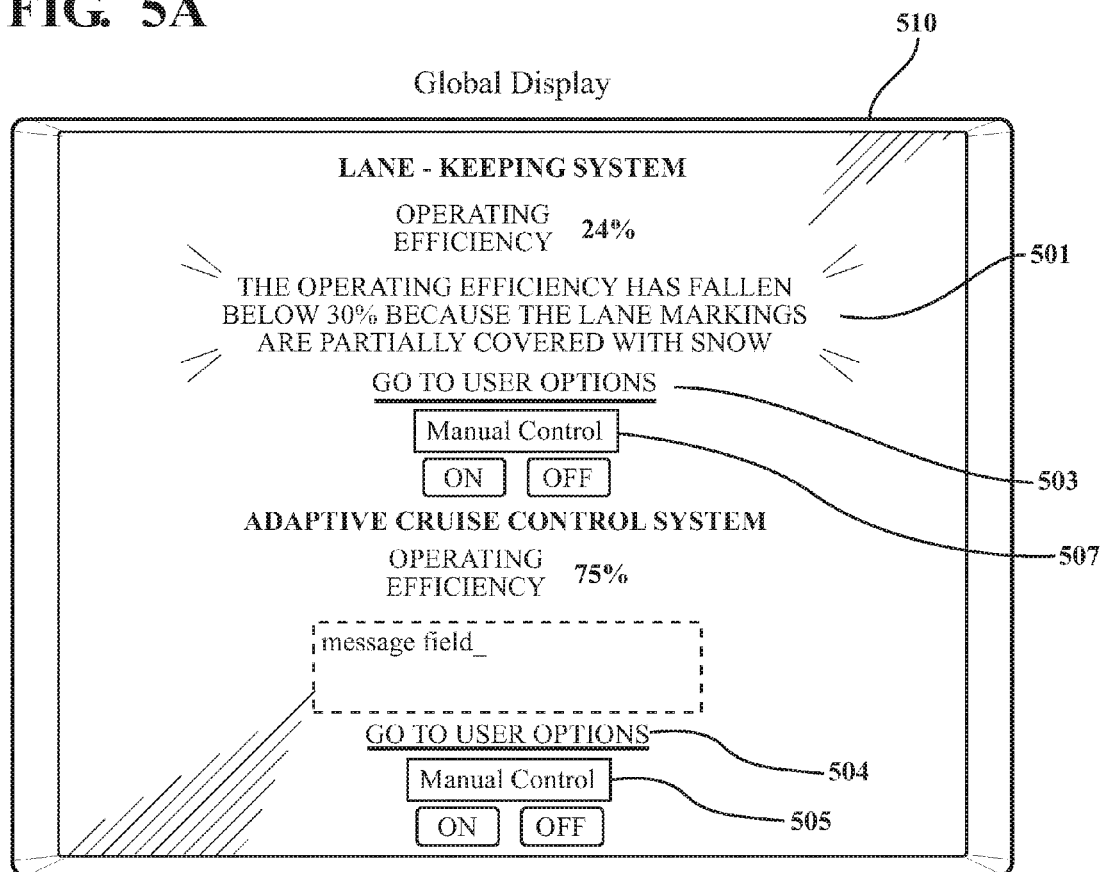 FIG. 5A
510
Global Display
LANE - KEEPING SYSTEM
OPERATING
EFFICIENCY 24%
501
THE OPERATING EFFICIENCY HAS FALLEN
BELOW 30% BECAUSE THE LANE MARKINGS
ARE PARTIALLY COVERED WITH SNOW
GO TO USER OPTIONS
503
Manual Control
507
ON OFF
ADAPTIVE CRUISE CONTROL SYSTEM
OPERATING
EFFICIENCY 75%
message field_
GO TO USER OPTIONS
504
Manual Control
505
ON OFF